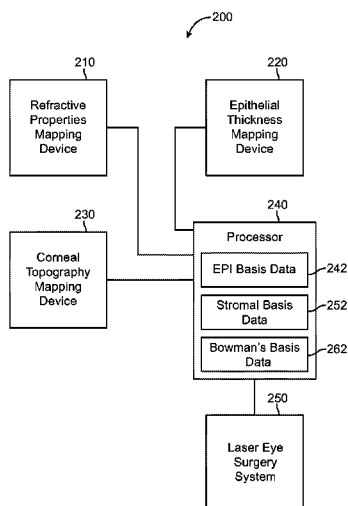 200
210
Refractive
Properties
Mapping
Device
220
Epithelial
Thickness
Mapping
Device
230
Corneal
Topography
Mapping
Device
240
Processor
EPI Basis Data
242
Stromal Basis
Data
252
Bowman's Basis
Data
262
250
Laser Eye
Surgery
System